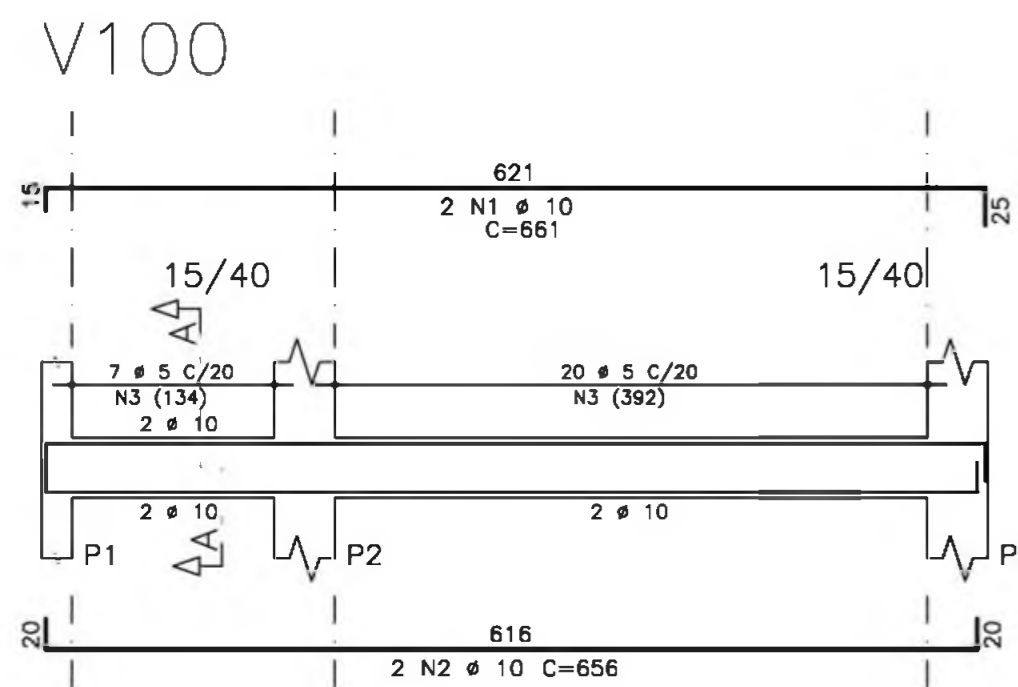 V100
621
15
2 N1 ø 10
25
C=661
15/40
15/40
A
7 ø 5 C/20
20 ø 5 C/20
N3 (134)
N3 (392)
2 ø 10
2 ø 10
2 ø 10
A
P1
P2
P
20
616
20
2 N2 ø 10 C=656